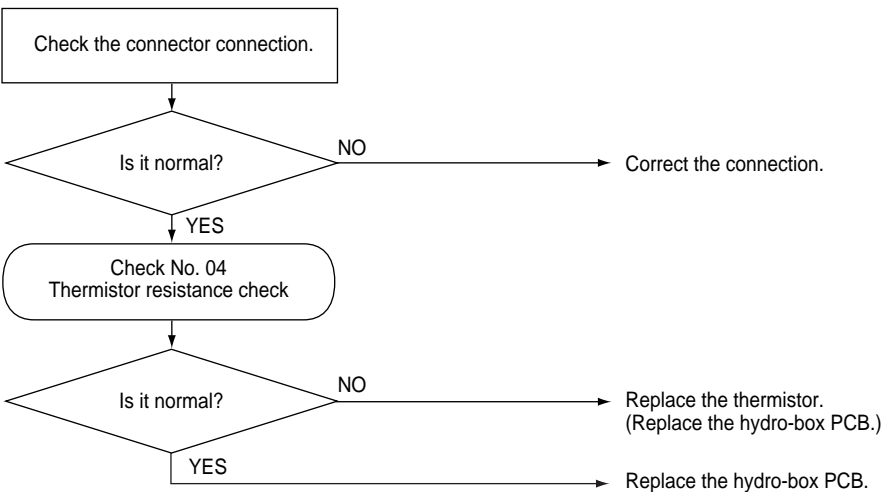 Check the connector connection.
Is it normal?
NO
Correct the connection.
YES
Check No. 04
Thermistor resistance check
Is it normal?
NO
Replace the thermistor.
(Replace the hydro-box PCB.)
YES
Replace the hydro-box PCB.